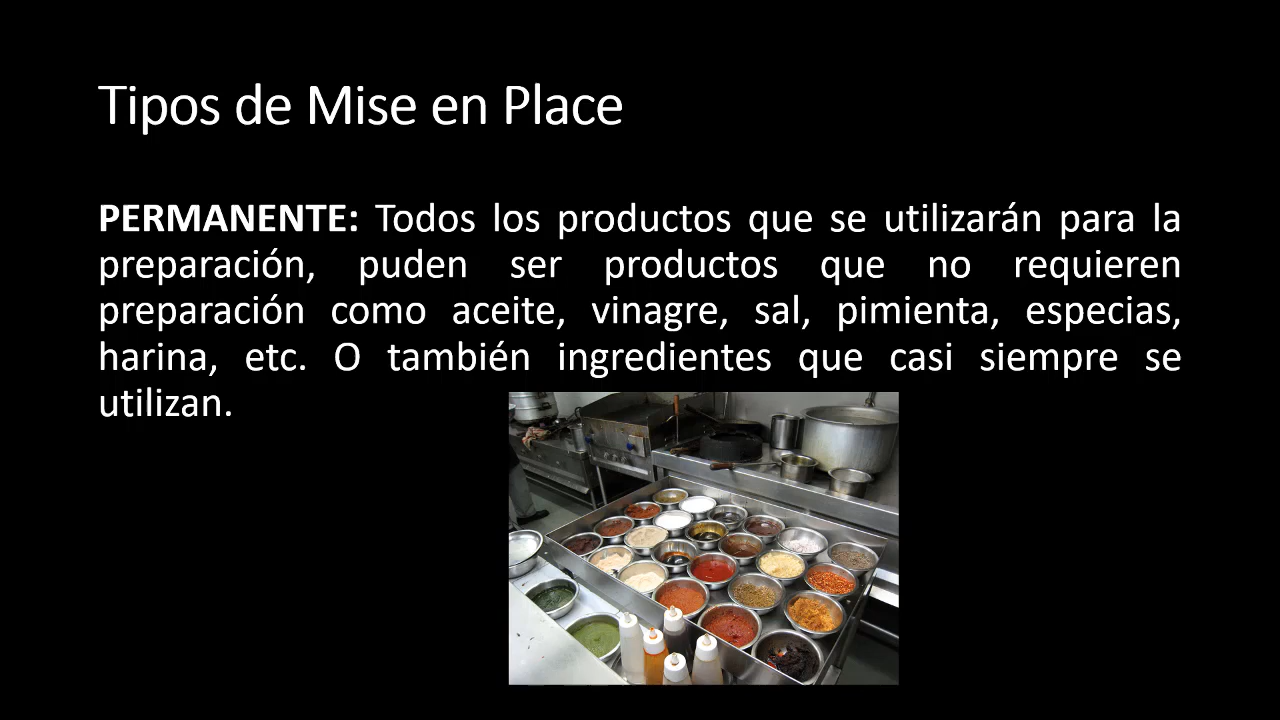 Tipos de Mise en Place
PERMANENTE: Todos los productos que se utilizarán para la
preparación, puden ser productos que no requieren
preparación como aceite, vinagre, sal, pimienta, especias,
harina, etc. O también ingredientes que casi siempre se
utilizan.